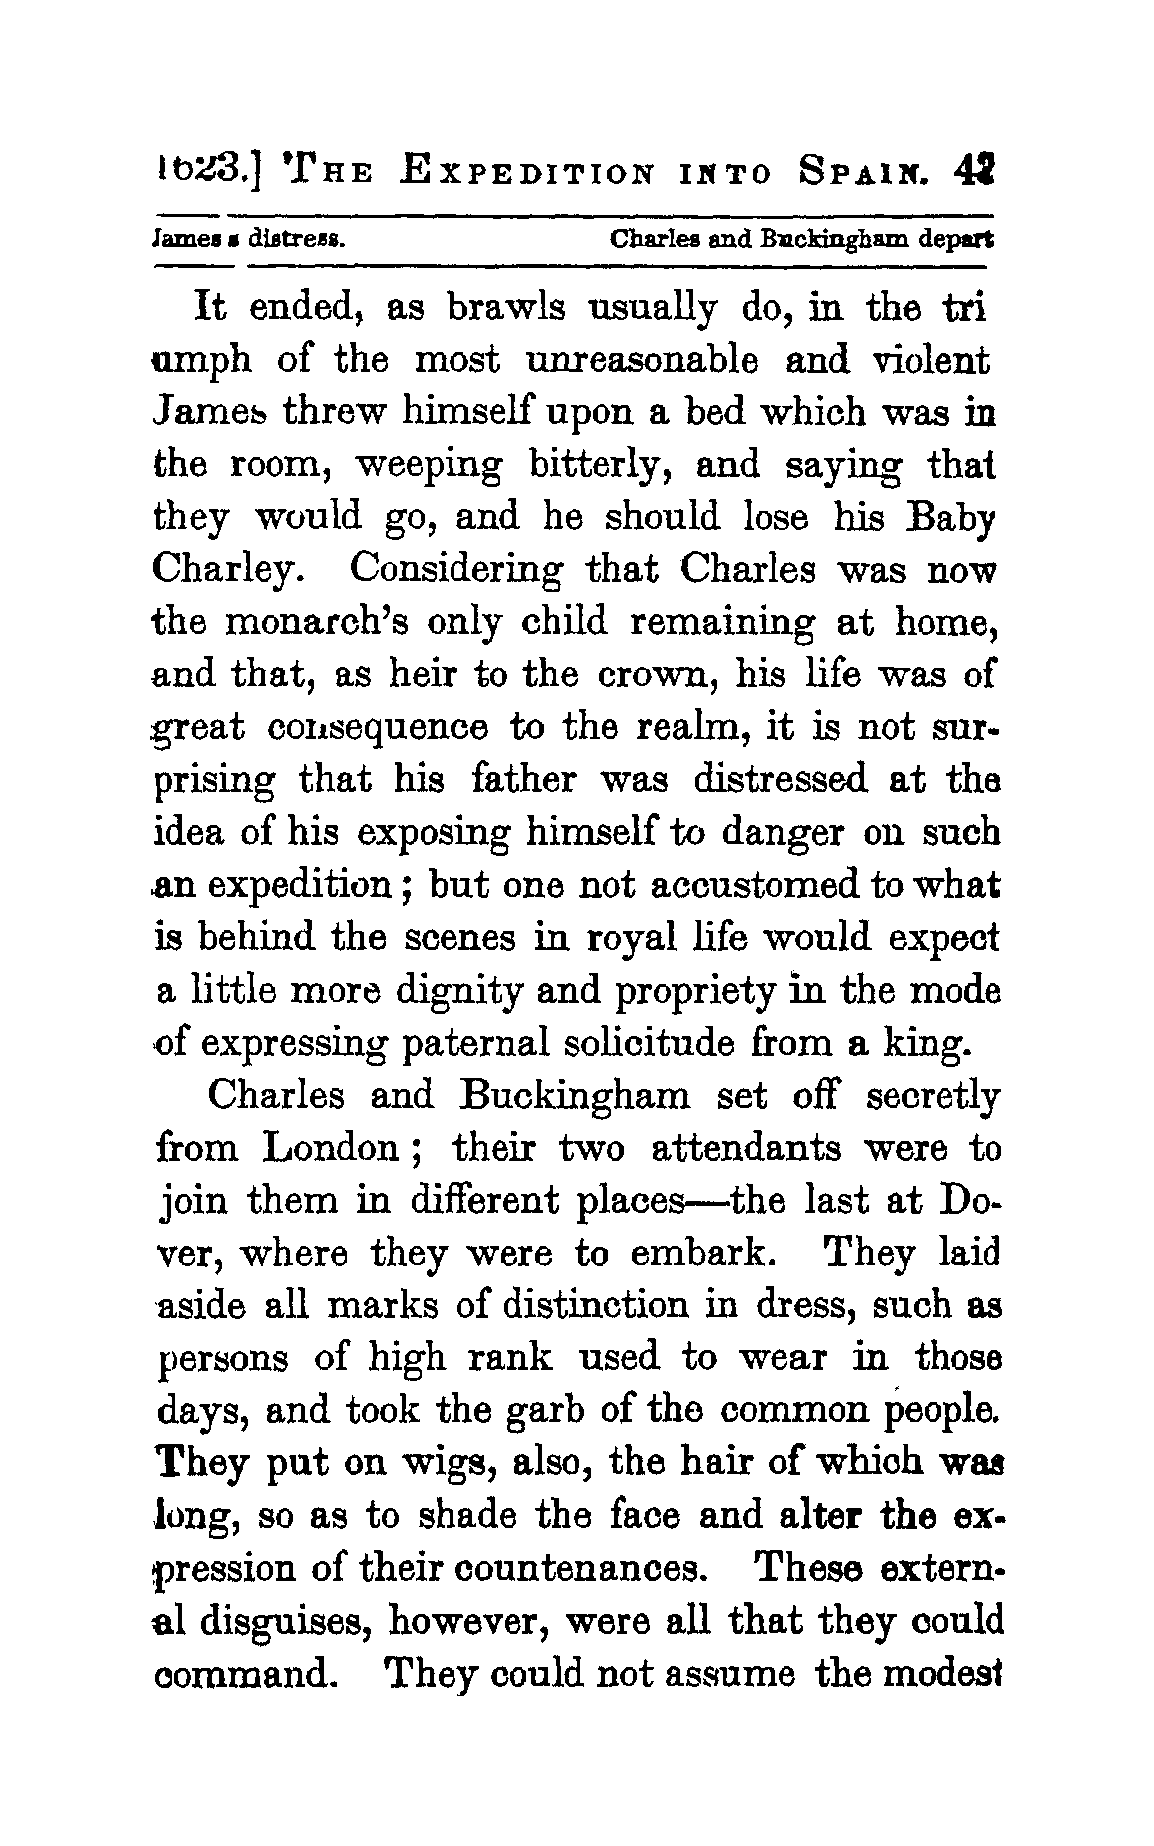 1623.] THE EXPEDITION INTO SPAIN. 42
James s distress. Charles and Buckingham depart
It ended, as brawls usually do, in the tri
umph of the most unreasonable and violent
James threw himself upon a bed which was in
the room, weeping bitterly, and saying that
they would go, and he should lose his Baby
Charley. Considering that Charles was now
the monarch's only child remaining at home,
and that, as heir to the crown, his life was of
great consequence to the realm, it is not sur-
prising that his father was distressed at the
idea of his exposing himself to danger on such
an expedition; but one not accustomed to what
is behind the scenes in royal life would expect
a little more dignity and propriety in the mode
of expressing paternal solicitude from a king.
Charles and Buckingham set off secretly
from London; their two attendants were to
join them in different places—the last at Do-
ver, where they were to embark. They laid
aside all marks of distinction in dress, such as
persons of high rank used to wear in those
days, and took the garb of the common people.
They put on wigs, also, the hair of which was
long, so as to shade the face and alter the ex-
pression of their countenances. These extern-
al disguises, however, were all that they could
command. They could not assume the modest